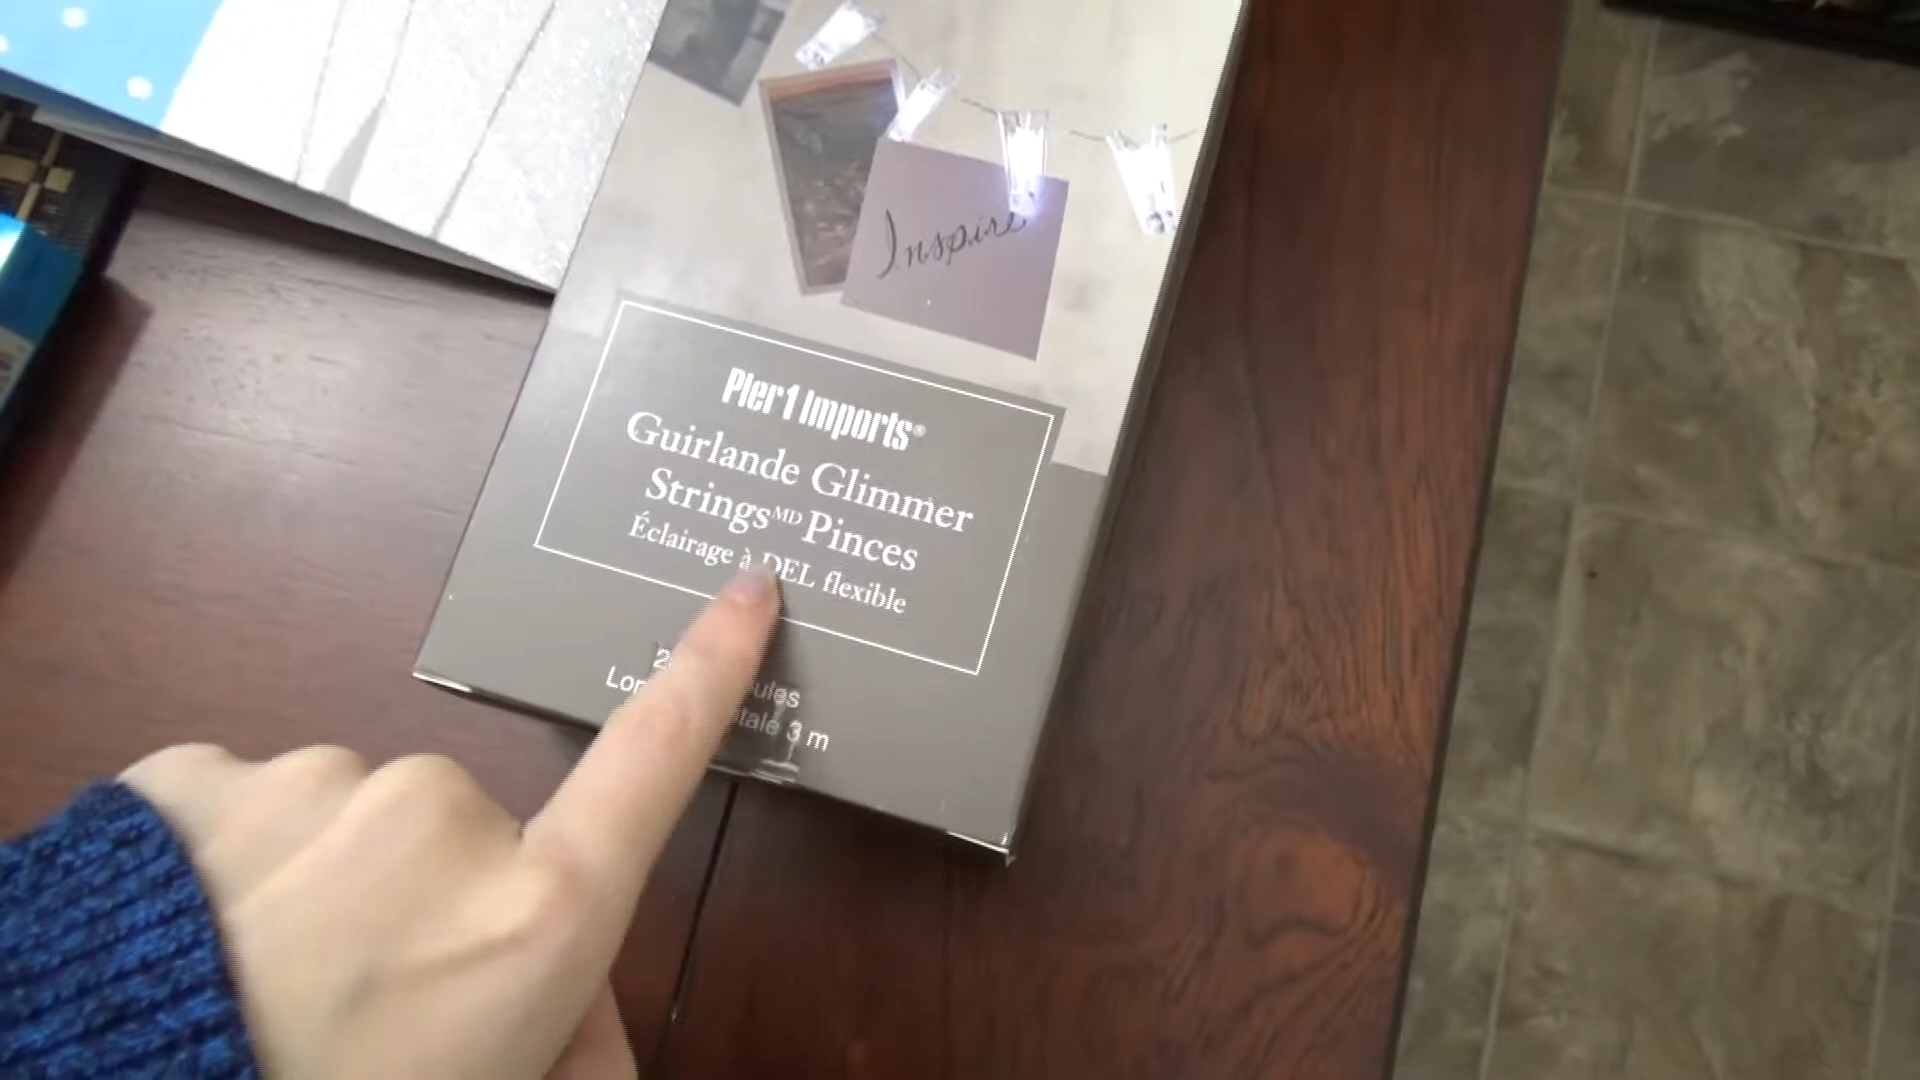 Inspire
Pier 1 imports®
Guirlande Glimmer
Strings MD Pinces
Éclairage à DEL flexible
3 m